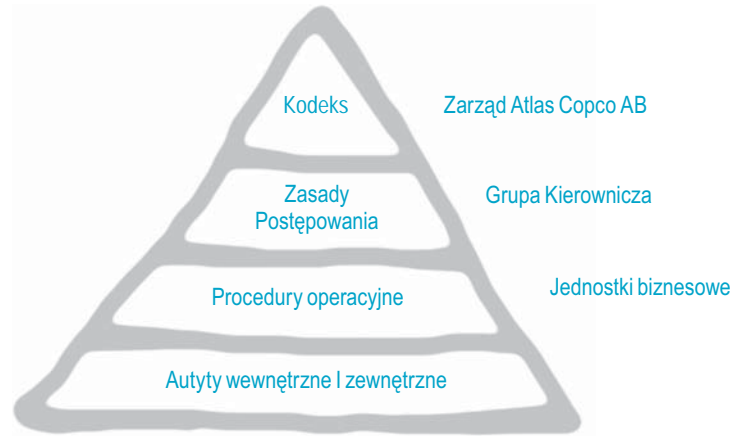 Kodeks
Zarząd Atlas Copco AB
Zasady
Postępowania
Grupa Kierownicza
Procedury operacyjne
Jednostki biznesowe
Autyty wewnętrzne I zewnętrzne